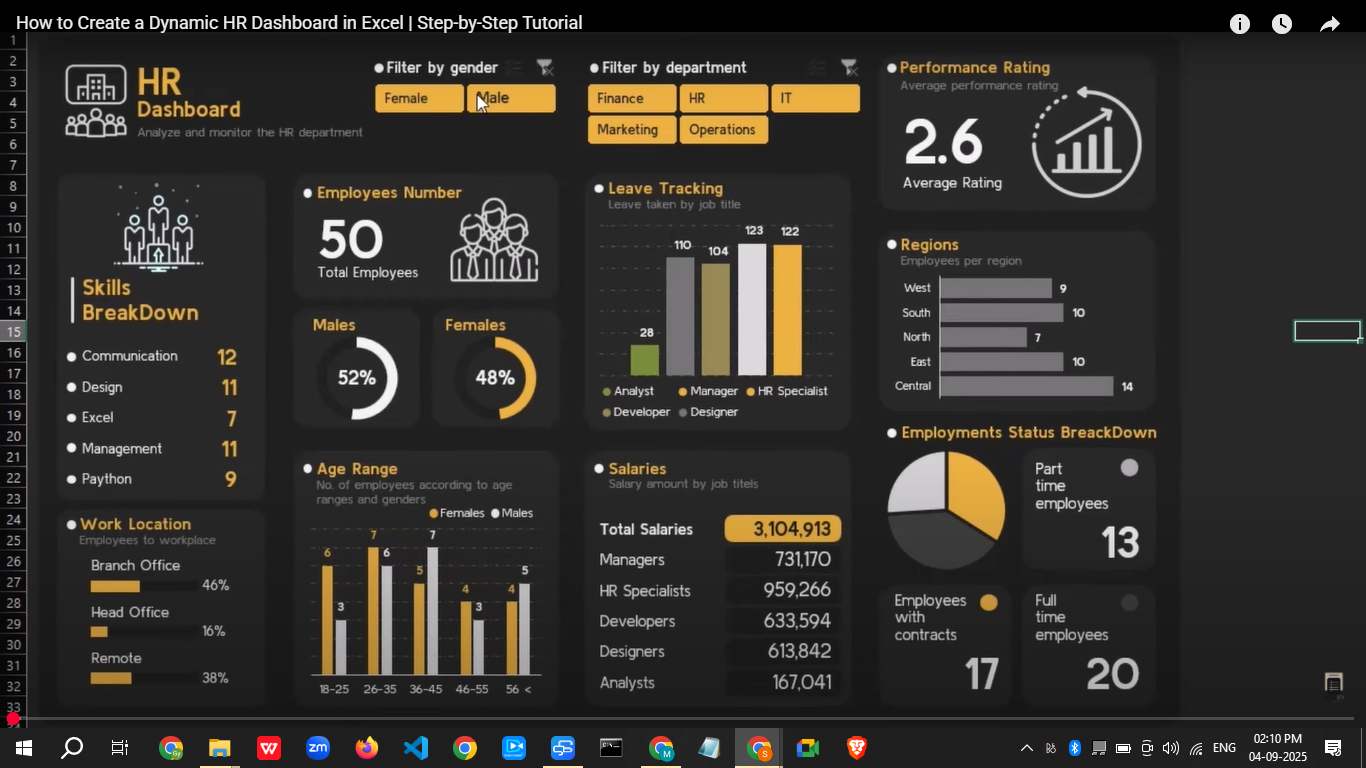 How to Create a Dynamic HR Dashboard in Excel | Step-by-Step Tutorial
1
2
3
4
5
6
7
8
9
10
11
12
13
14
15
16
17
18
19
20
21
22
23
24
25
26
27
28
29
30
31
32
33
HR
Dashboard
Analyze and monitor the HR department
Filter by gender
Female
Male
Filter by department
Finance
HR
IT
Marketing
Operations
Performance Rating
Average performance rating
2.6
Average Rating
Skills
BreakDown
Communication 12
Design 11
Excel 7
Management 11
Paython 9
Employees Number
50
Total Employees
Males
52%
Females
48%
Leave Tracking
Leave taken by job title
28
110
104
123
122
Analyst
Manager
HR Specialist
Developer
Designer
Regions
Employees per region
West 9
South 10
North 7
East 10
Central 14
Work Location
Employees to workplace
Branch Office
46%
Head Office
16%
Remote
38%
Age Range
No. of employees according to age
ranges and genders
Females
Males
6 3
7 6
5 7
4 3
4 5
18-25 26-35 36-45 46-55 56 <
Salaries
Salary amount by job titels
Total Salaries 3,104,913
Managers 731,170
HR Specialists 959,266
Developers 633,594
Designers 613,842
Analysts 167,041
Employments Status BreackDown
Part
time
employees
13
Employees
with
contracts
17
Full
time
employees
20
zm
ENG
02:10 PM
04-09-2025